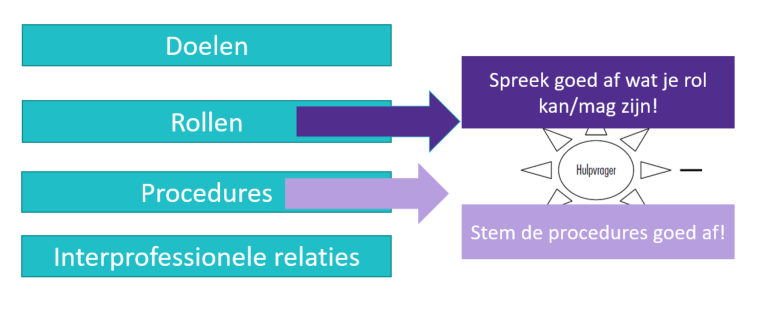 Doelen
Rollen
Procedures
Interprofessionele relaties
Spreek goed af wat je rol
kan/mag zijn!
Hulpvrager
Stem de procedures goed af!